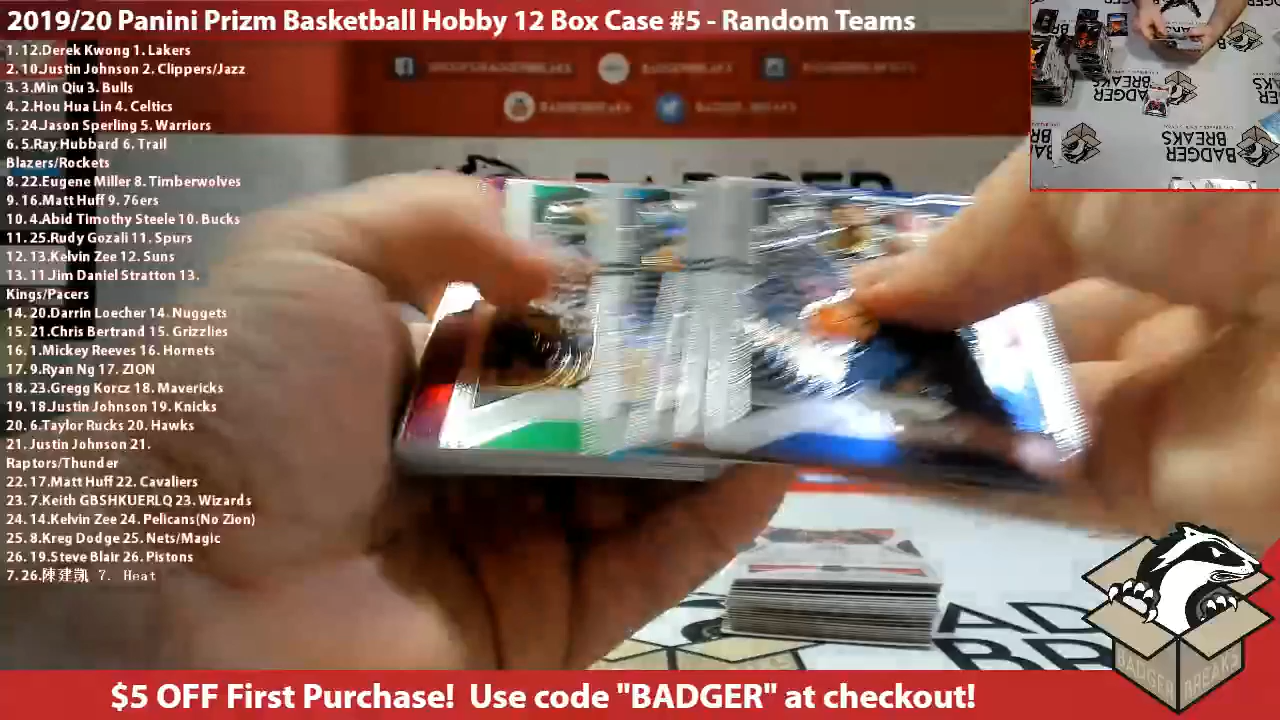 2019/20 Panini Prizm Basketball Hobby 12 Box Case #5 - Random Teams
1. 12.Derek Kwong 1. Lakers
2. 10.Justin Johnson 2. Clippers/Jazz
3. 3.Min Qiu 3. Bulls
4. 2.Hou Hua Lin 4. Celtics
5. 24.Jason Sperling 5. Warriors
6. 5.Ray Hubbard 6. Trail
Blazers/Rockets
8. 22.Eugene Miller 8. Timberwolves
9. 16.Matt Huff 9. 76ers
10. 4.Abid Timothy Steele 10. Bucks
11. 25.Rudy Gozali 11. Spurs
12. 13.Kelvin Zee 12. Suns
13. 11.Jim Daniel Stratton 13.
Kings/Pacers
14. 20.Darrin Loecher 14. Nuggets
15. 21.Chris Bertrand 15. Grizzlies
16. 1.Mickey Reeves 16. Hornets
17. 9.Ryan Ng 17. ZION
18. 23.Gregg Korcz 18. Mavericks
19. 18.Justin Johnson 19. Knicks
20. 6.Taylor Rucks 20. Hawks
21. Justin Johnson 21.
Raptors/Thunder
22. 17.Matt Huff 22. Cavaliers
23. 7.Keith GBSHKUERLQ 23. Wizards
24. 14.Kelvin Zee 24. Pelicans(No Zion)
25. 8.Kreg Dodge 25. Nets/Magic
26. 19.Steve Blair 26. Pistons
7. 26.陳建凯 7. Heat
BADGER
BREAKS
BADGER
BREAKS
BADGER BREAKS
$5 OFF First Purchase! Use code "BADGER" at checkout!